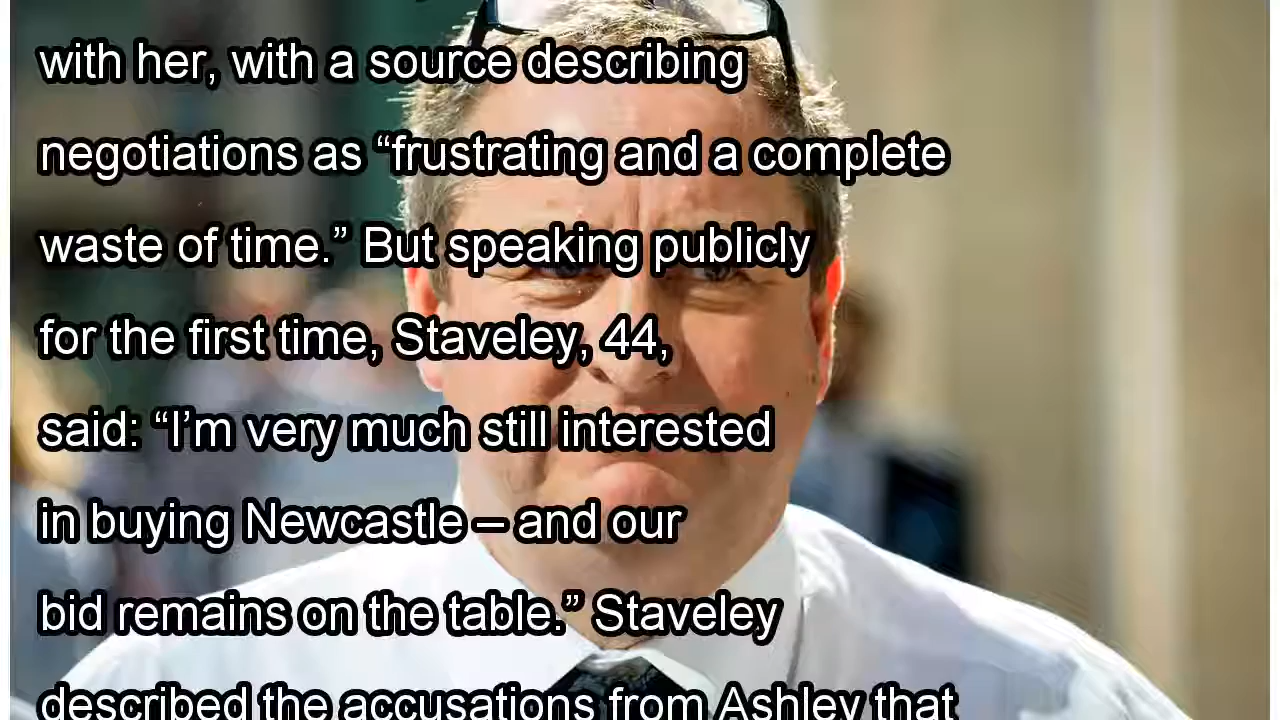 with her, with a source describing
negotiations as “frustrating and a complete
waste of time.” But speaking publicly
for the first time, Staveley, 44,
said: “I’m very much still interested
in buying Newcastle – and our
bid remains on the table.” Staveley
described the accusations from Ashley that